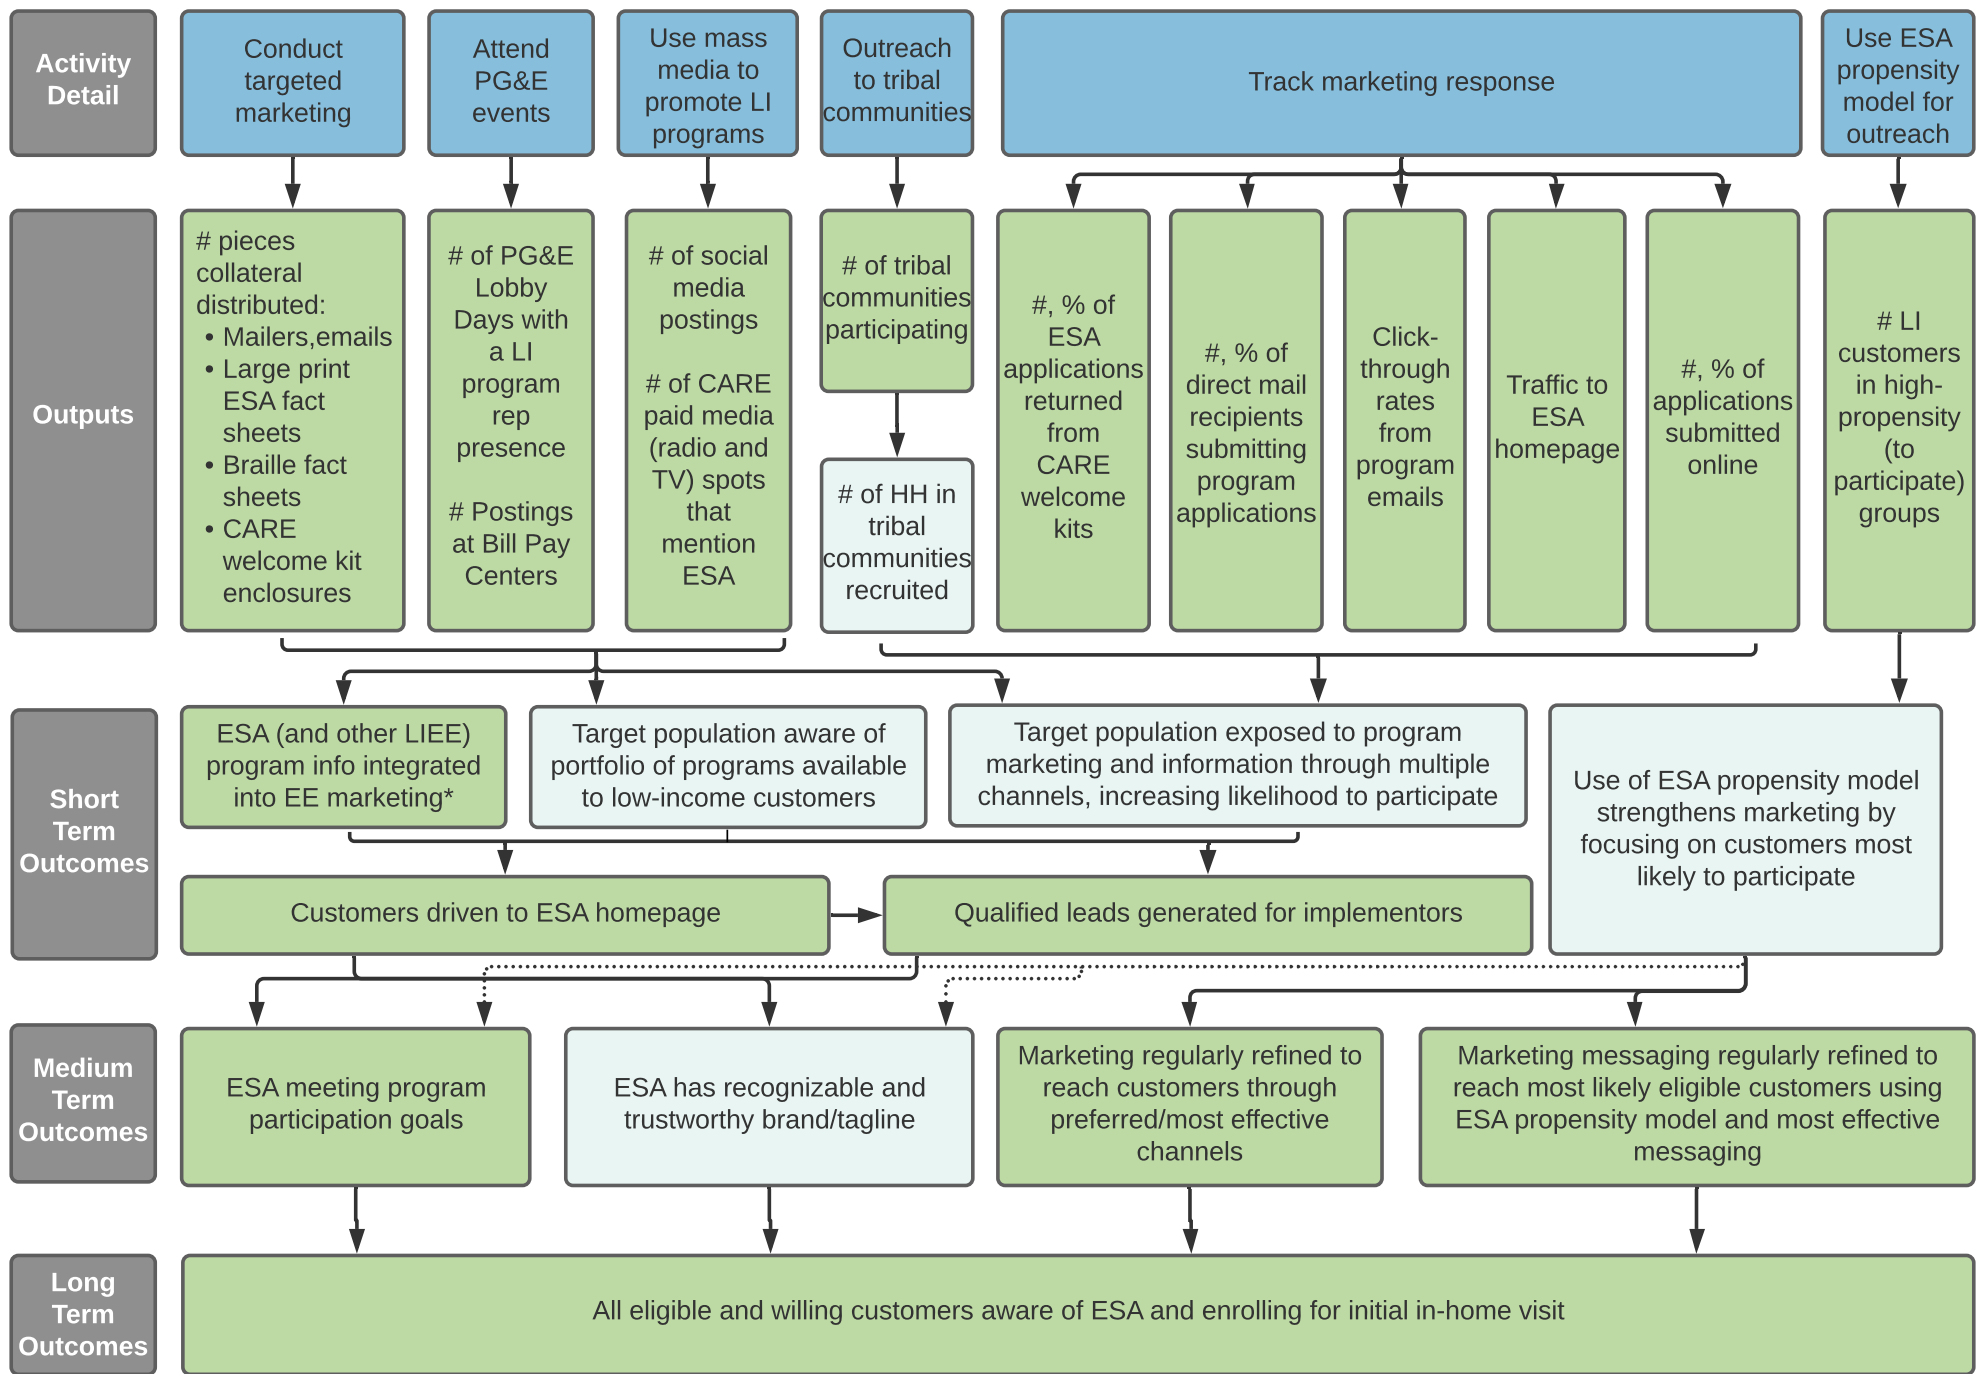 Activity
Detail
Conduct
targeted
marketing
Attend
PG&E
events
Use mass
media to
promote LI
programs
Outreach
to tribal
communities
Track marketing response
Use ESA
propensity
model for
outreach
Outputs
# pieces
collateral
distributed:
• Mailers,emails
• Large print
ESA fact
sheets
• Braille fact
sheets
• CARE
welcome kit
enclosures
# of PG&E
Lobby
Days with
a LI
program
rep
presence
# Postings
at Bill Pay
Centers
# of social
media
postings
# of CARE
paid media
(radio and
TV) spots
that
mention
ESA
# of tribal
communities
participating
# of HH in
tribal
communities
recruited
#, % of
ESA
applications
returned
from
CARE
welcome
kits
#, % of
direct mail
recipients
submitting
program
applications
Click-
through
rates
from
program
emails
Traffic to
ESA
homepage
#, % of
applications
submitted
online
# LI
customers
in high-
propensity
(to
participate)
groups
Short
Term
Outcomes
ESA (and other LIEE)
program info integrated
into EE marketing*
Target population aware of
portfolio of programs available
to low-income customers
Target population exposed to program
marketing and information through multiple
channels, increasing likelihood to participate
Use of ESA propensity model
strengthens marketing by
focusing on customers most
likely to participate
Customers driven to ESA homepage
Qualified leads generated for implementors
Medium
Term
Outcomes
ESA meeting program
participation goals
ESA has recognizable and
trustworthy brand/tagline
Marketing regularly refined to
reach customers through
preferred/most effective
channels
Marketing messaging regularly refined to
reach most likely eligible customers using
ESA propensity model and most effective
messaging
Long
Term
Outcomes
All eligible and willing customers aware of ESA and enrolling for initial in-home visit